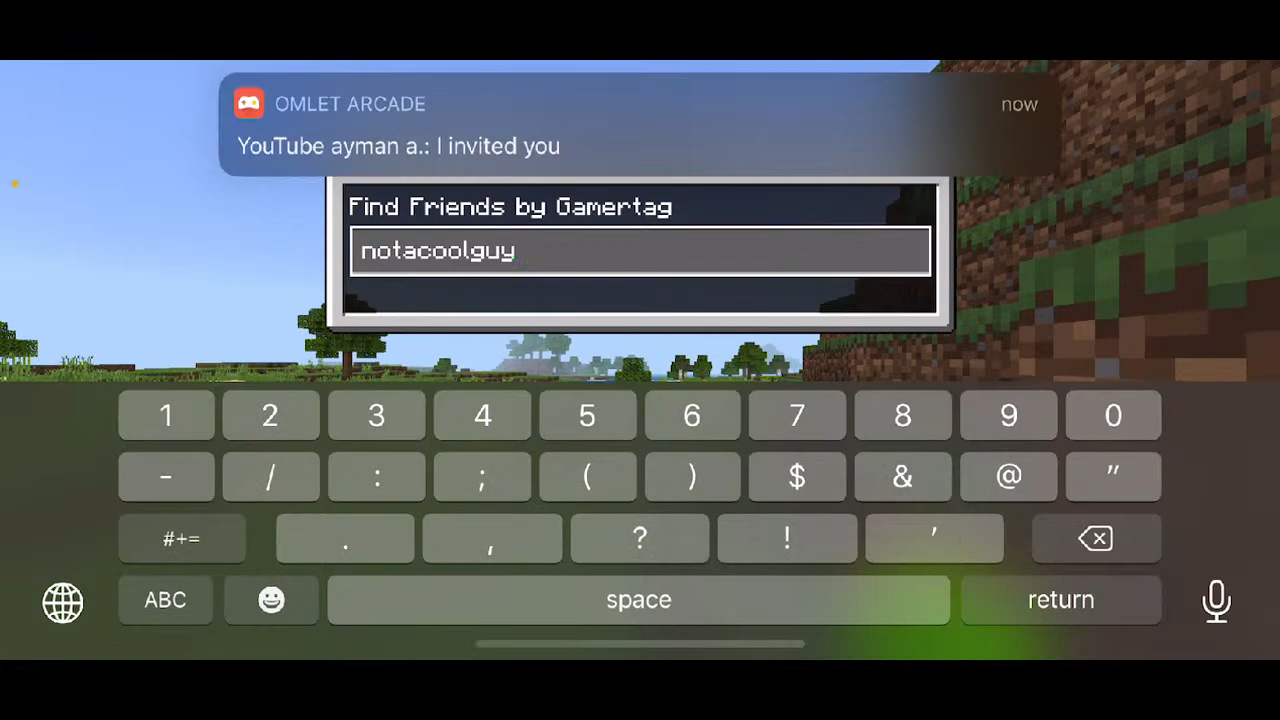 OMLET ARCADE now
YouTube ayman a.: I invited you
Find Friends by Gamertag
notacoolguy
1 2 3 4 5 6 7 8 9 0
- / : ; ( ) $ & @ "
#+= . , ? ! '
ABC space return